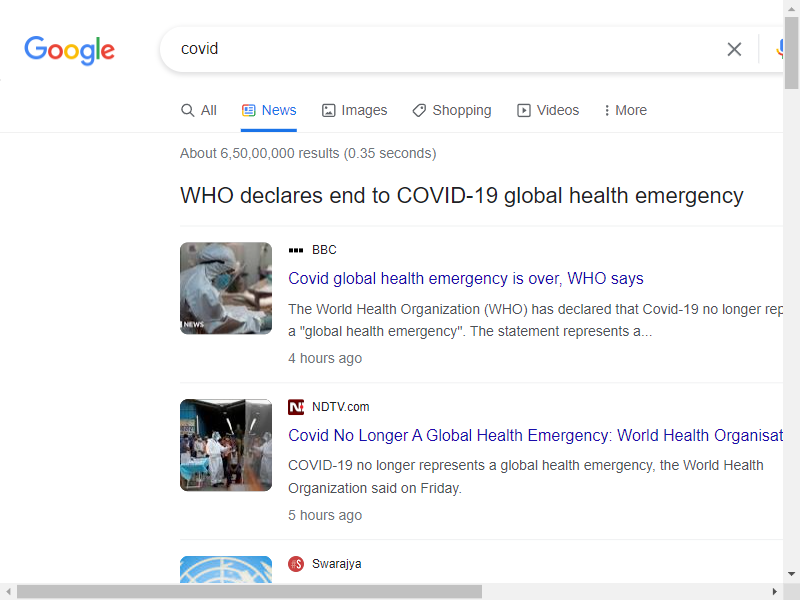 Google
covid
All News Images Shopping Videos More
About 6,50,00,000 results (0.35 seconds)
WHO declares end to COVID-19 global health emergency
BBC
Covid global health emergency is over, WHO says
The World Health Organization (WHO) has declared that Covid-19 no longer rep
a "global health emergency". The statement represents a...
4 hours ago
NEWS
NDTV.com
Covid No Longer A Global Health Emergency: World Health Organisat
COVID-19 no longer represents a global health emergency, the World Health
Organization said on Friday.
5 hours ago
Swarajya